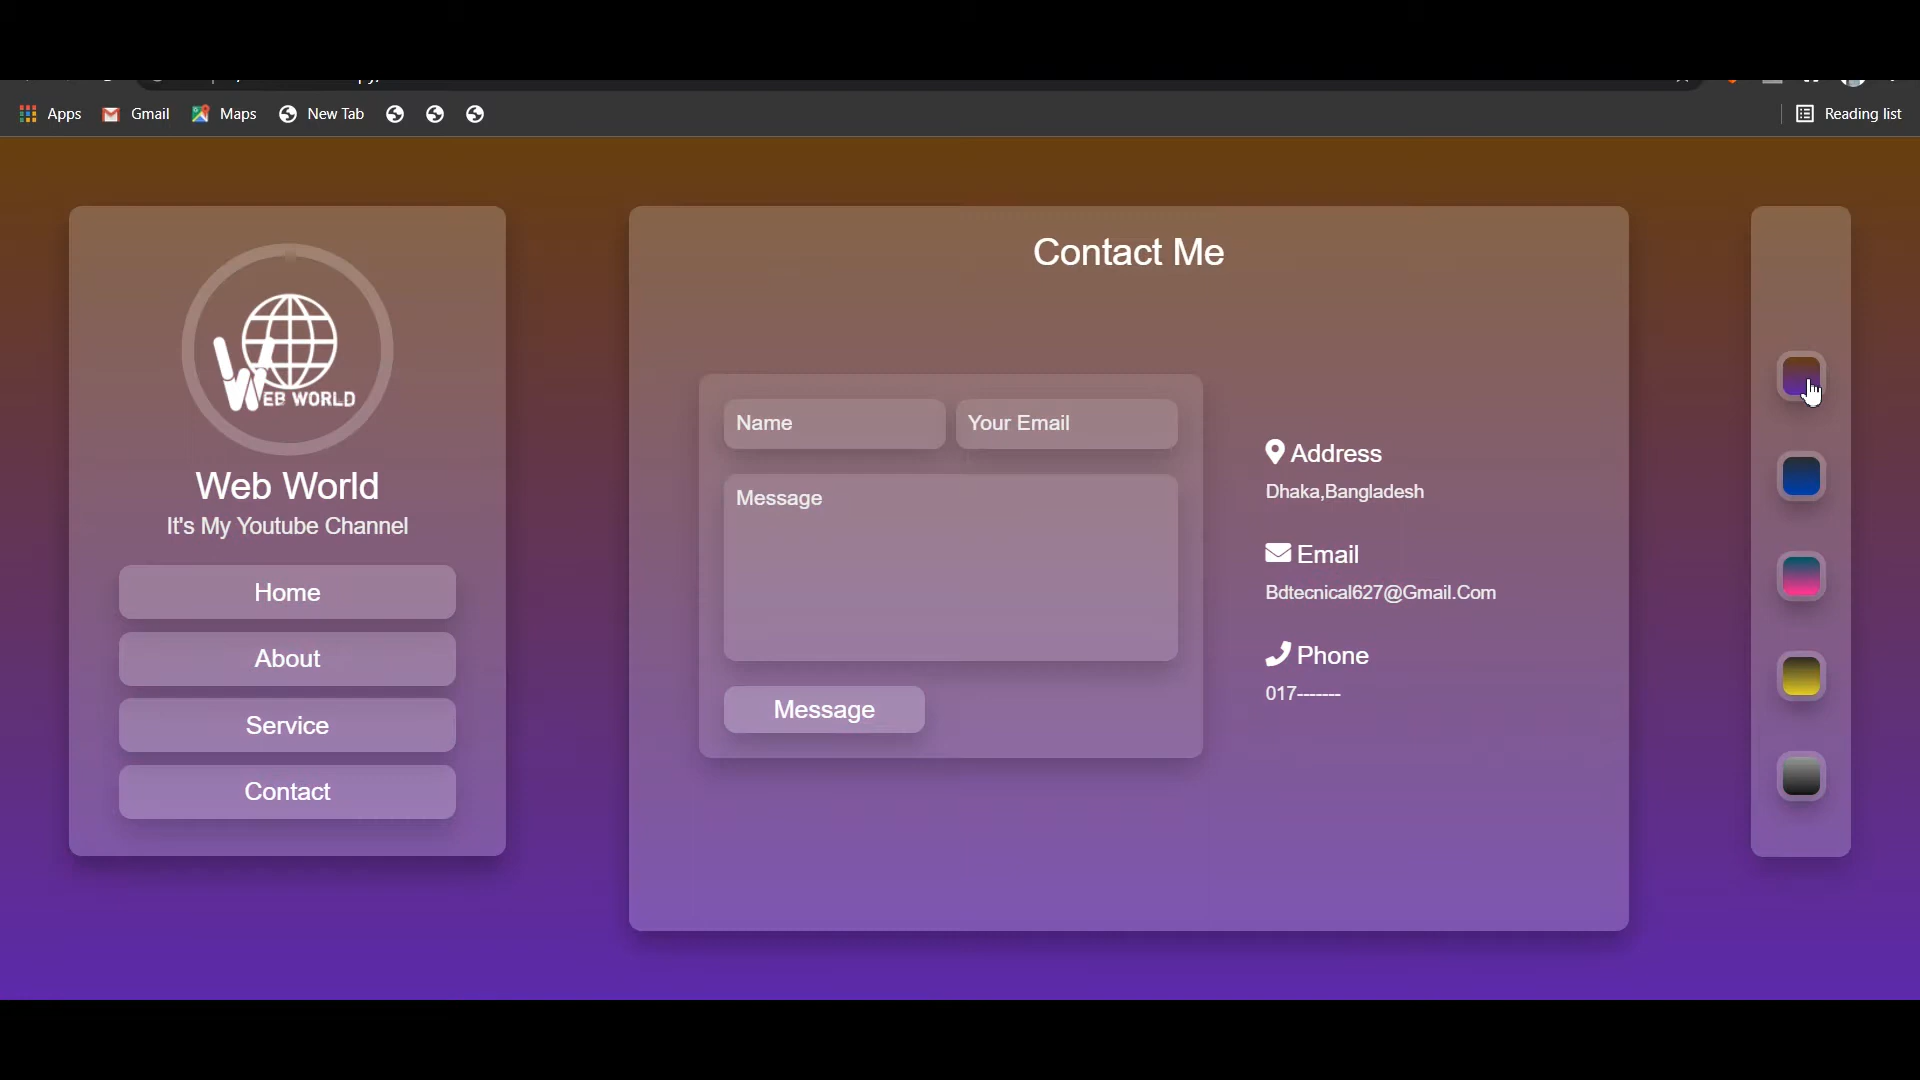 Apps
Gmail
Maps
New Tab
Reading list
WEB WORLD
Web World
It's My Youtube Channel
Home
About
Service
Contact
Contact Me
Name
Your Email
Message
Message
Address
Dhaka,Bangladesh
Email
Bdtecnical627@Gmail.Com
Phone
017-------